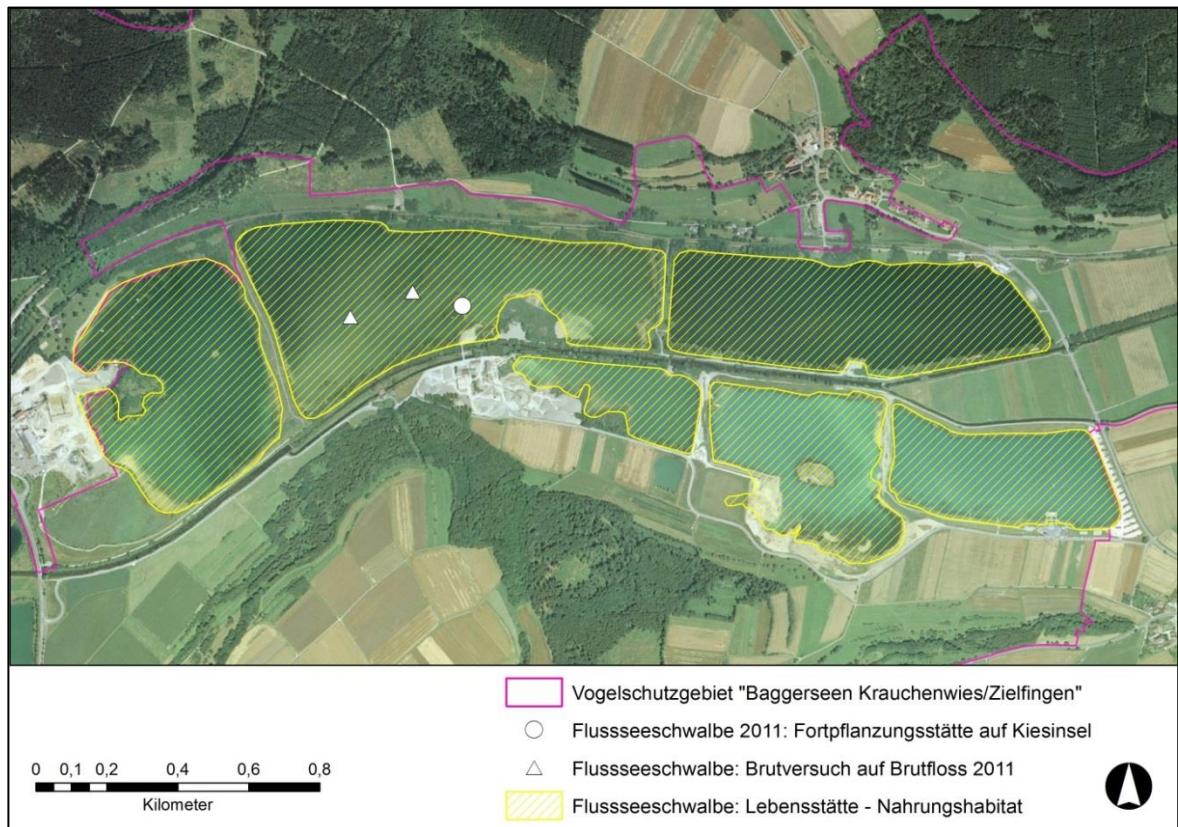 Vogelschutzgebiet "Baggerseen Krauchenwies/Zielfingen"
Flussseeschwalbe 2011: Fortpflanzungsstätte auf Kiesinsel
Flussseeschwalbe: Brutversuch auf Brutfloss 2011
Flussseeschwalbe: Lebensstätte - Nahrungshabitat
0 0,1 0,2 0,4 0,6 0,8
Kilometer